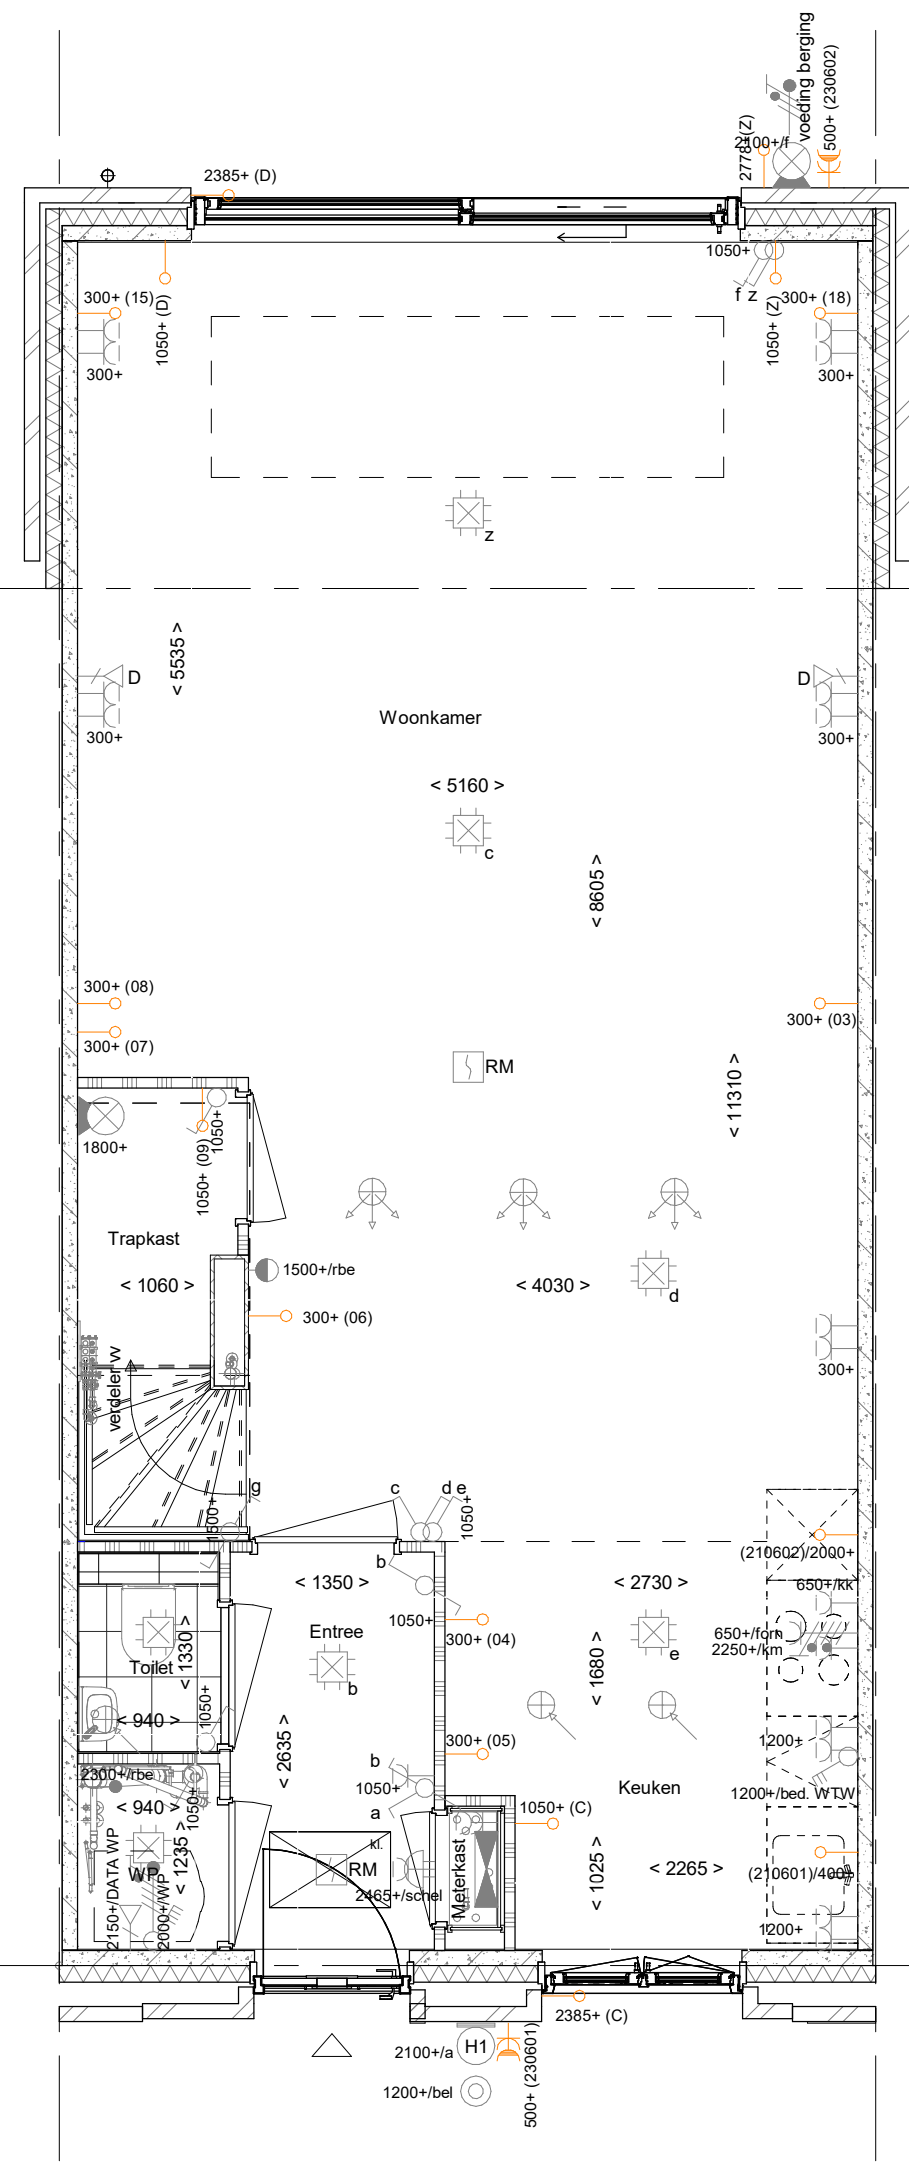 voeding berging
500+ (230602)
2778+(Z)
2100+/f
2385+ (D)
1050+
f z
300+ (15)
1050+ (D)
300+
1050+ (Z)
300+ (18)
300+
z
< 5535 >
D
300+
D
300+
Woonkamer
< 5160 >
c
< 8605 >
300+ (08)
300+ (07)
300+ (03)
RM
< 11310 >
1800+
1050+
1050+ (09)
Trapkast
< 1060 >
1500+/rbe
300+ (06)
< 4030 >
d
300+
verdeler W
g
1500+
c
d e
1050+
b
(210602)/2000+
< 1350 >
< 2730 >
650+/kk
1050+
300+ (04)
650+/forn
2250+/km
Entree
b
e
< 1330 >
Toilet
< 1680 >
< 940 >
1050+
< 2635 >
300+ (05)
1200+
b
1050+
a
2300+/rbe
1050+
Keuken
1200+/bed. WTW
< 940 >
1050+ (C)
kl.
WP
< 1235 >
RM
2465+/schel
Meterkast
< 1025 >
< 2265 >
(210601)/400+
2150+/DATA WP
2000+/WP
1200+
2385+ (C)
2100+/a
H1
500+ (230601)
1200+/bel